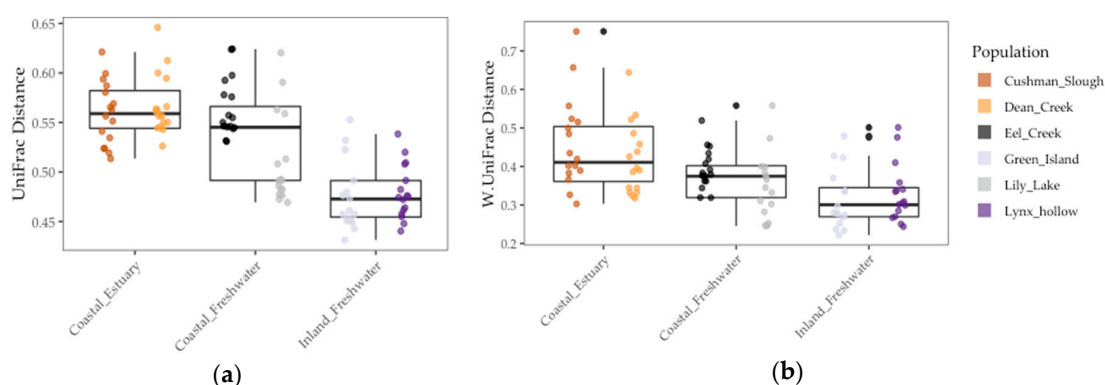 UniFrac Distance
0.65
0.60
0.55
0.50
0.45
Coastal_Estuary
Coastal_Freshwater
Inland_Freshwater
(a)
W.UniFrac Distance
0.7
0.6
0.5
0.4
0.3
0.2
Coastal_Estuary
Coastal_Freshwater
Inland_Freshwater
(b)
Population
Cushman_Slough
Dean_Creek
Eel_Creek
Green_Island
Lily_Lake
Lynx_hollow